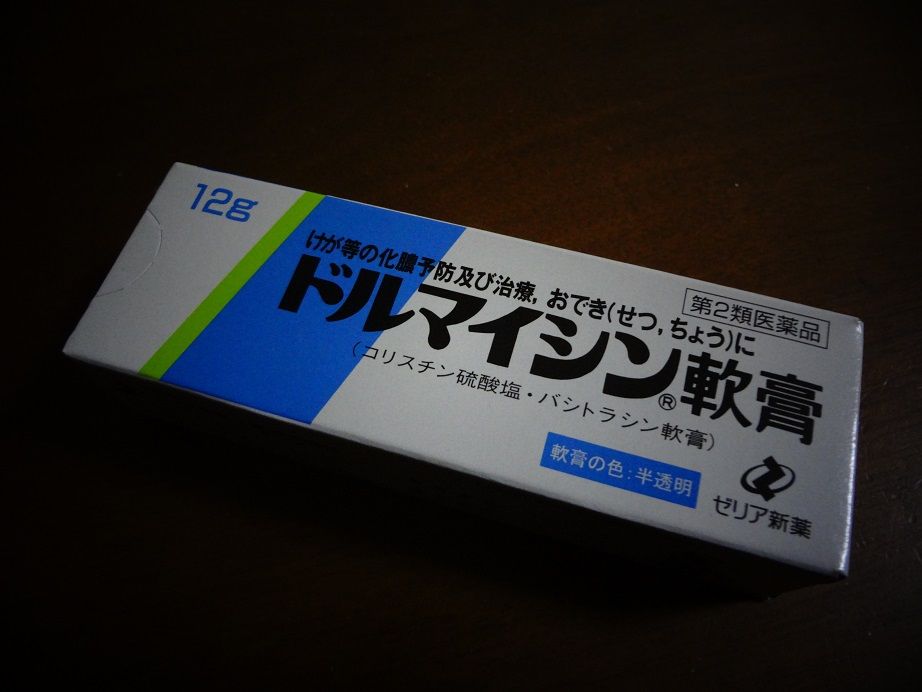 12g
けが等の化膿予防及び治療,おでき(せつ,ちょう)に
第2類医薬品
ドルマイシン®軟膏
(コリスチン硫酸塩・バシトラシン軟膏)
軟膏の色:半透明
ゼリア新薬